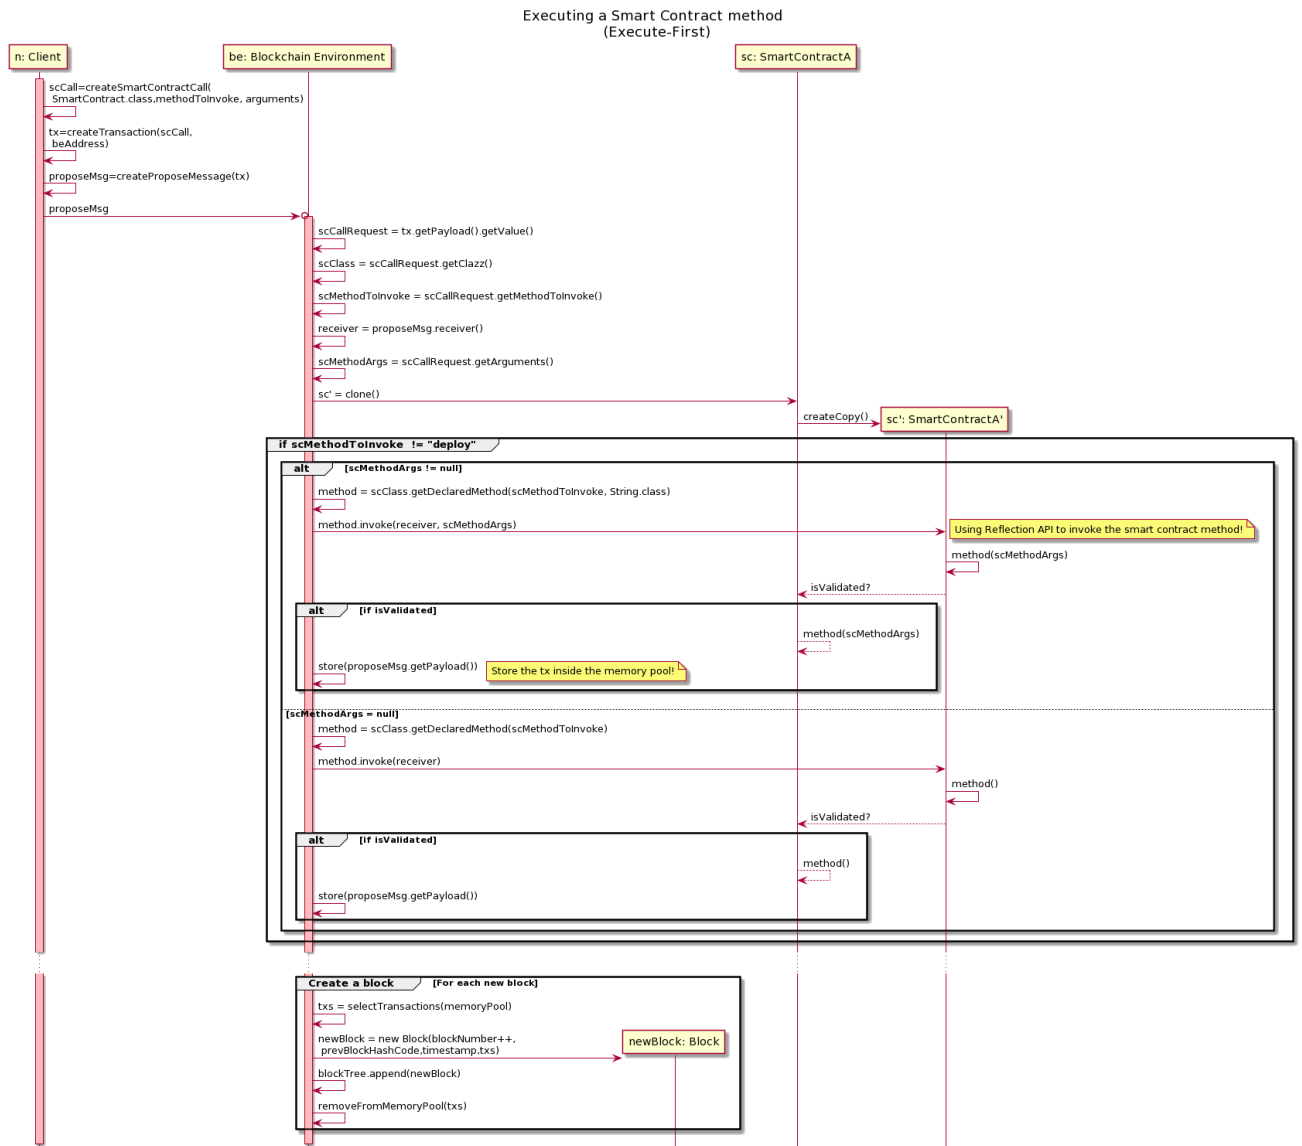 Executing a Smart Contract method
(Execute-First)
n: Client
be: Blockchain Environment
sc: SmartContractA
scCall=createSmartContractCall(
SmartContract.class,methodToInvoke, arguments)
tx=createTransaction(scCall,
beAddress)
proposeMsg=createProposeMessage(tx)
proposeMsg
scCallRequest = tx.getPayload().getValue()
scClass = scCallRequest.getClazz()
scMethodToInvoke = scCallRequest.getMethodToInvoke()
receiver = proposeMsg.receiver()
scMethodArgs = scCallRequest.getArguments()
sc' = clone()
createCopy()
sc': SmartContractA'
if scMethodToInvoke != "deploy"
alt
[scMethodArgs != null]
method = scClass.getDeclaredMethod(scMethodToInvoke, String.class)
method.invoke(receiver, scMethodArgs)
Using Reflection API to invoke the smart contract method!
method(scMethodArgs)
isValidated?
alt
[if isValidated]
method(scMethodArgs)
store(proposeMsg.getPayload())
Store the tx inside the memory pool!
[scMethodArgs = null]
method = scClass.getDeclaredMethod(scMethodToInvoke)
method.invoke(receiver)
method()
isValidated?
alt
[if isValidated]
method()
store(proposeMsg.getPayload())
Create a block
[For each new block]
txs = selectTransactions(memoryPool)
newBlock = new Block(blockNumber++,
prevBlockHashCode,timestamp,txs)
newBlock: Block
blockTree.append(newBlock)
removeFromMemoryPool(txs)